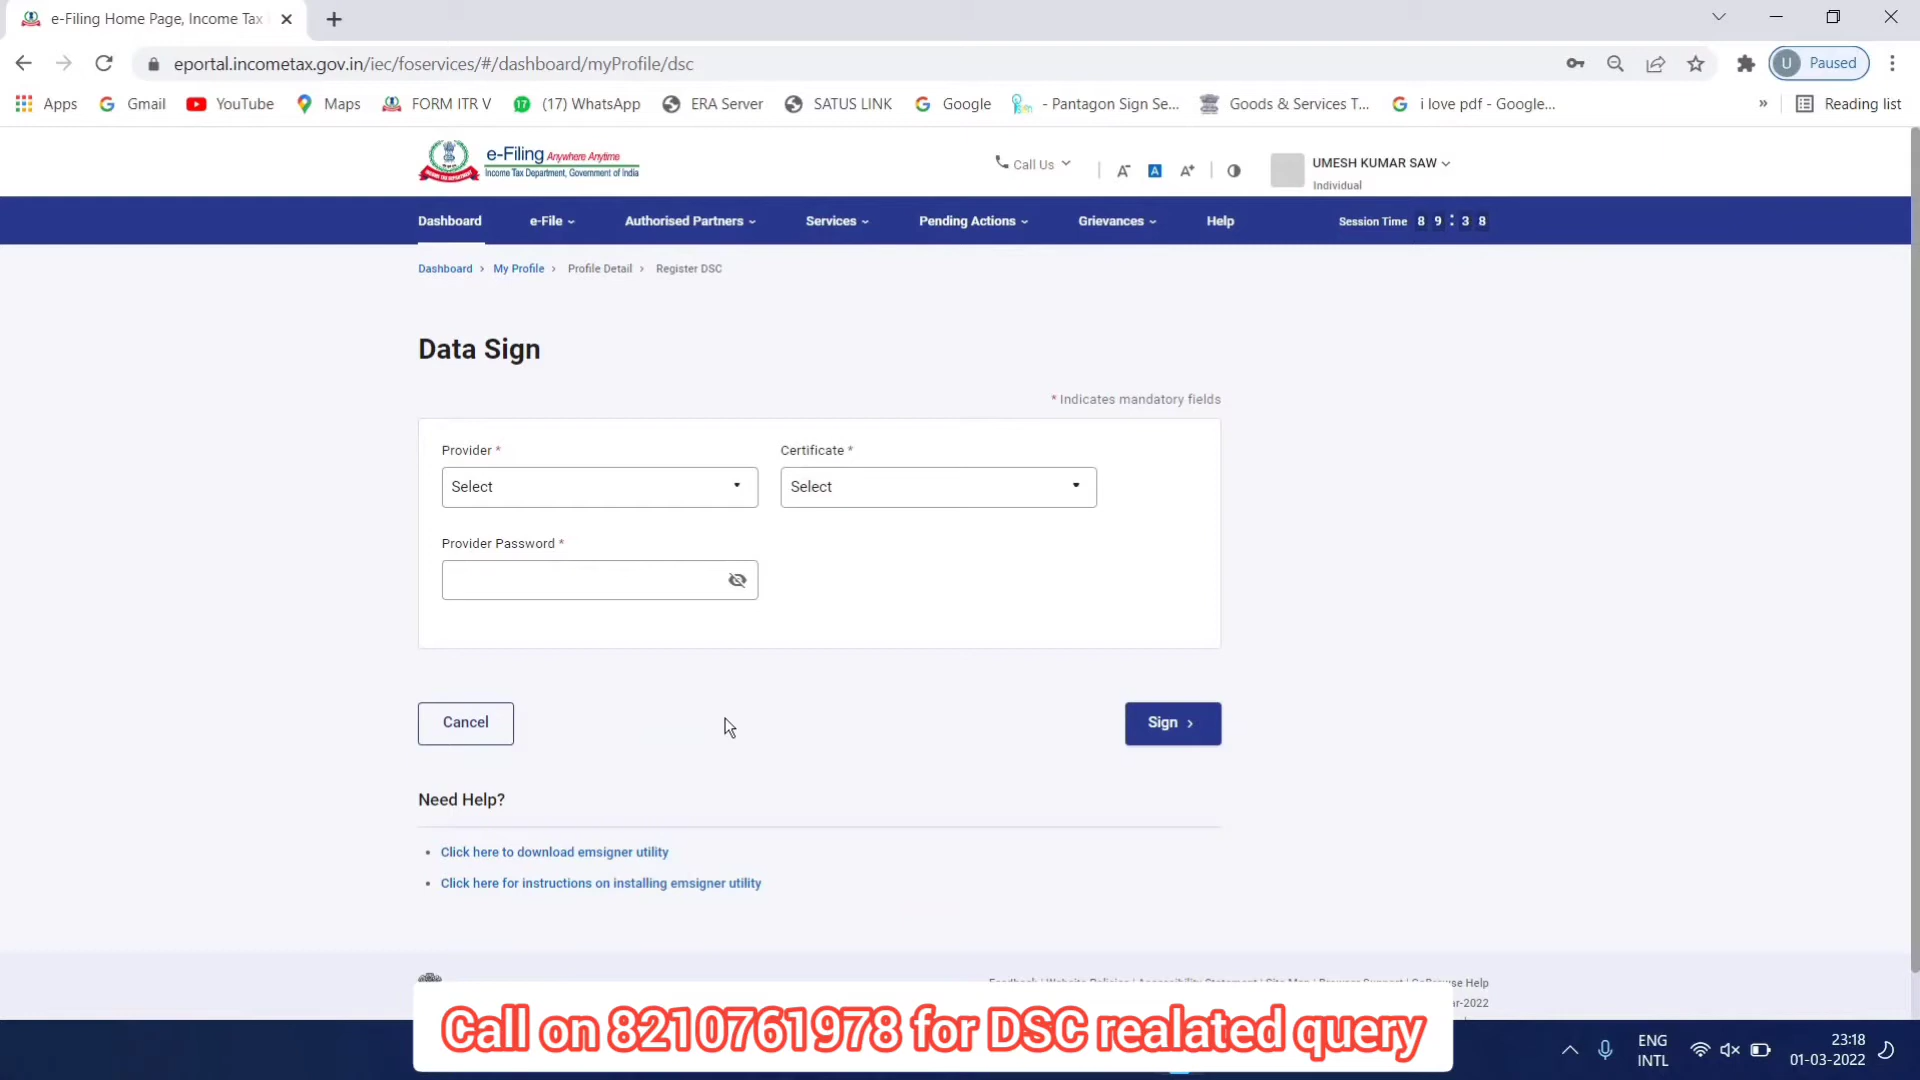 e-Filing Home Page, Income Tax
eportal.incometax.gov.in/iec/foservices/#/dashboard/myProfile/dsc
U Paused
Apps Gmail YouTube Maps FORM ITR V (17) WhatsApp ERA Server SATUS LINK Google - Pantagon Sign Se... Goods & Services T... i love pdf - Google... » Reading list
e-Filing Anywhere Anytime
Income Tax Department, Government of India
Call Us
A- A A+
UMESH KUMAR SAW
Individual
Dashboard e-File Authorised Partners Services Pending Actions Grievances Help Session Time 8 9 : 3 8
Dashboard > My Profile > Profile Detail > Register DSC
Data Sign
* Indicates mandatory fields
Provider * Certificate *
Select Select
Provider Password *
Cancel Sign >
Need Help?
• Click here to download emsigner utility
• Click here for instructions on installing emsigner utility
Help
-2022
Call on 8210761978 for DSC realated query
ENG
INTL
23:18
01-03-2022